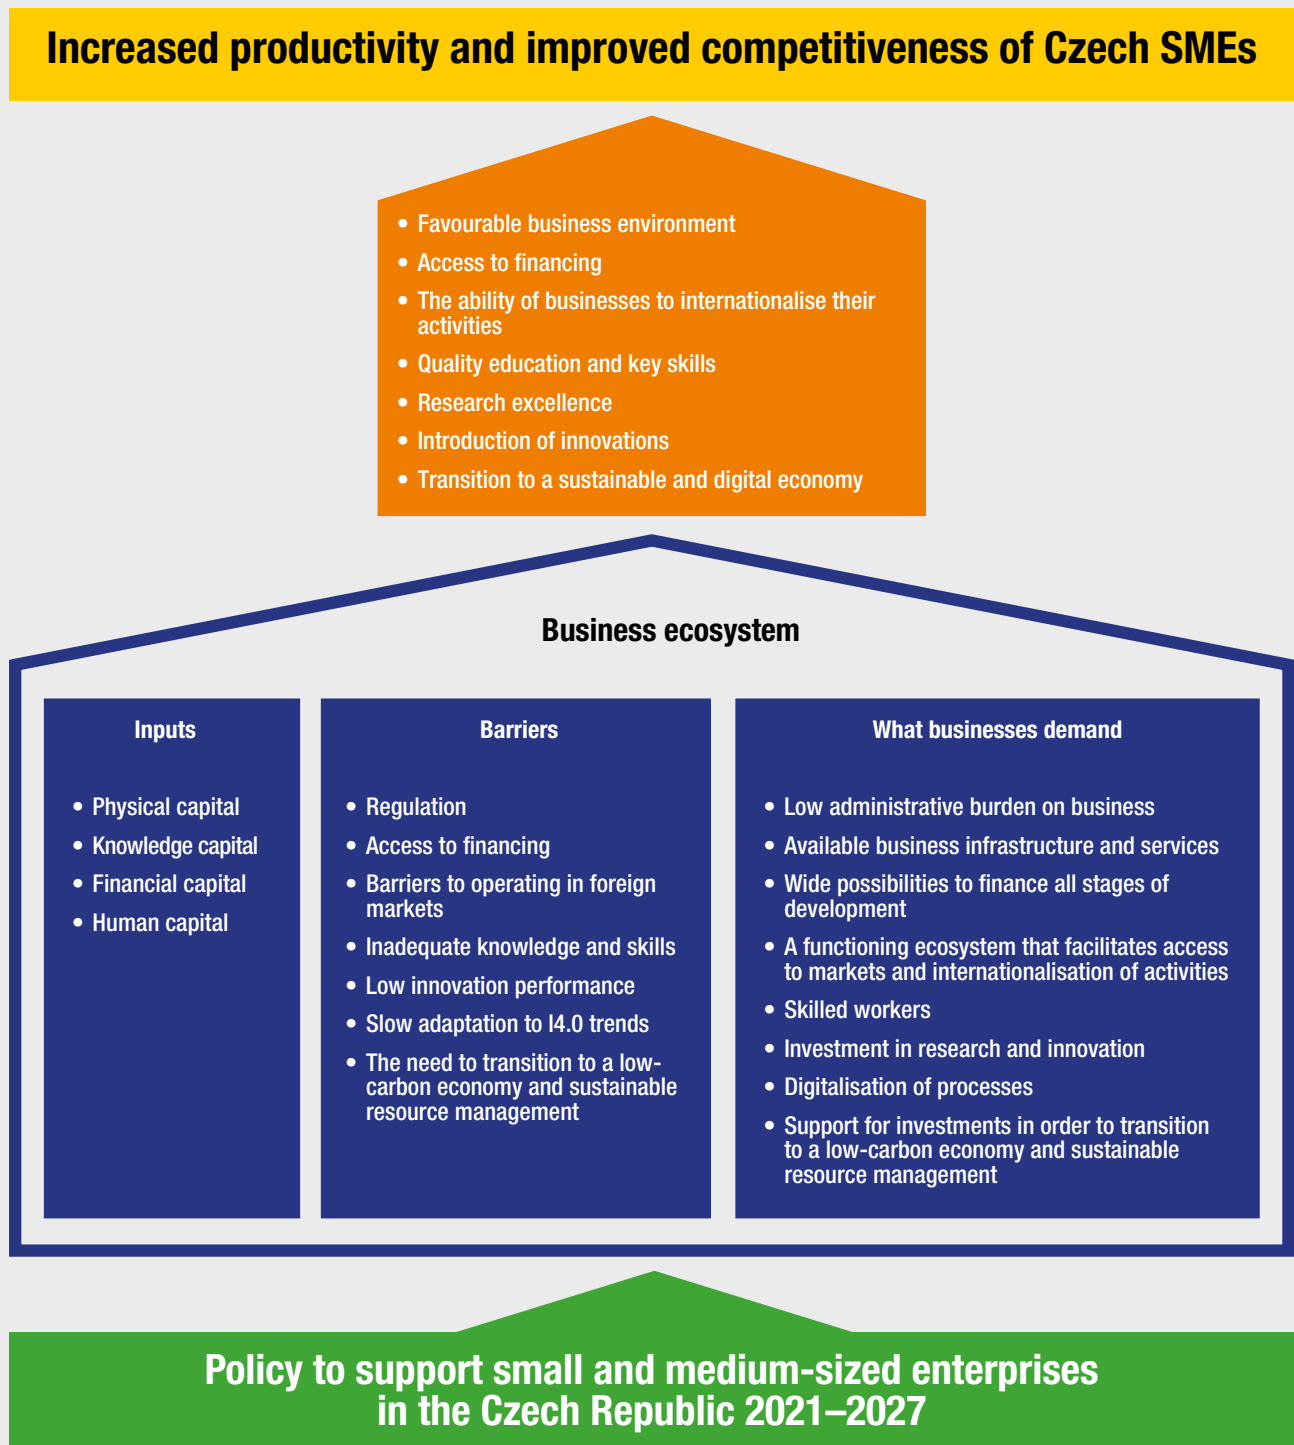 Increased productivity and improved competitiveness of Czech SMEs
• Favourable business environment
• Access to financing
• The ability of businesses to internationalise their
activities
• Quality education and key skills
• Research excellence
• Introduction of innovations
• Transition to a sustainable and digital economy
Business ecosystem
Inputs
• Physical capital
• Knowledge capital
• Financial capital
• Human capital
Barriers
• Regulation
• Access to financing
• Barriers to operating in foreign
markets
• Inadequate knowledge and skills
• Low innovation performance
• Slow adaptation to I4.0 trends
• The need to transition to a low-
carbon economy and sustainable
resource management
What businesses demand
• Low administrative burden on business
• Available business infrastructure and services
• Wide possibilities to finance all stages of
development
• A functioning ecosystem that facilitates access
to markets and internationalisation of activities
• Skilled workers
• Investment in research and innovation
• Digitalisation of processes
• Support for investments in order to transition
to a low-carbon economy and sustainable
resource management
Policy to support small and medium-sized enterprises
in the Czech Republic 2021–2027